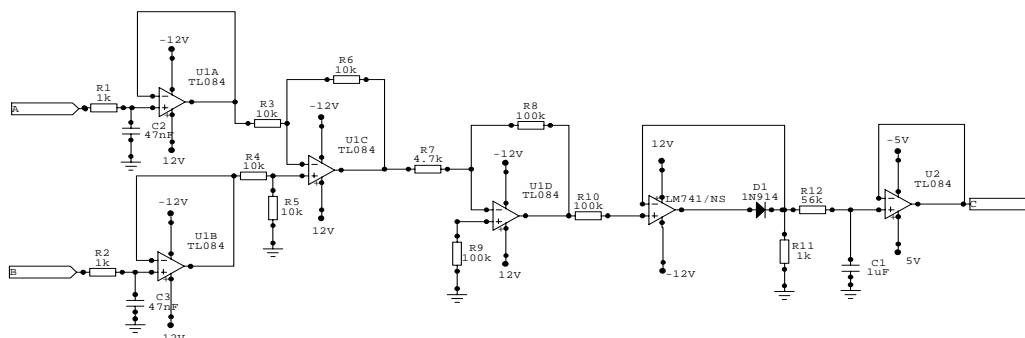 -12V
U1A
TL084
R1
1k
A
C2
47nF
12V
R3
10k
R6
10k
-12V
U1C
TL084
R4
10k
R5
10k
12V
-12V
U1B
TL084
R2
1k
B
C3
47nF
12V
R7
4.7k
R8
100k
-12V
U1D
TL084
R9
100k
12V
R10
100k
12V
LM741/NS
-12V
D1
1N914
R12
56k
R11
1k
C1
1uF
-5V
U2
TL084
5V
C